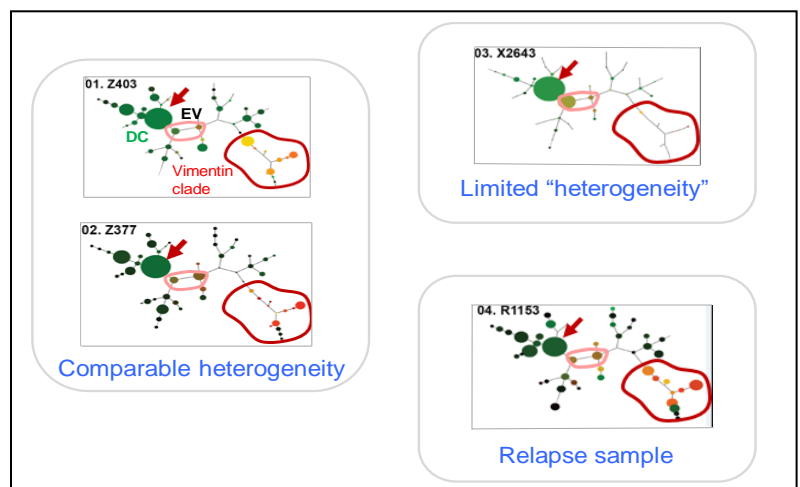 01. Z403
EV
DC
Vimentin
clade
02. Z377
Comparable heterogeneity
03. X2643
Limited “heterogeneity”
04. R1153
Relapse sample